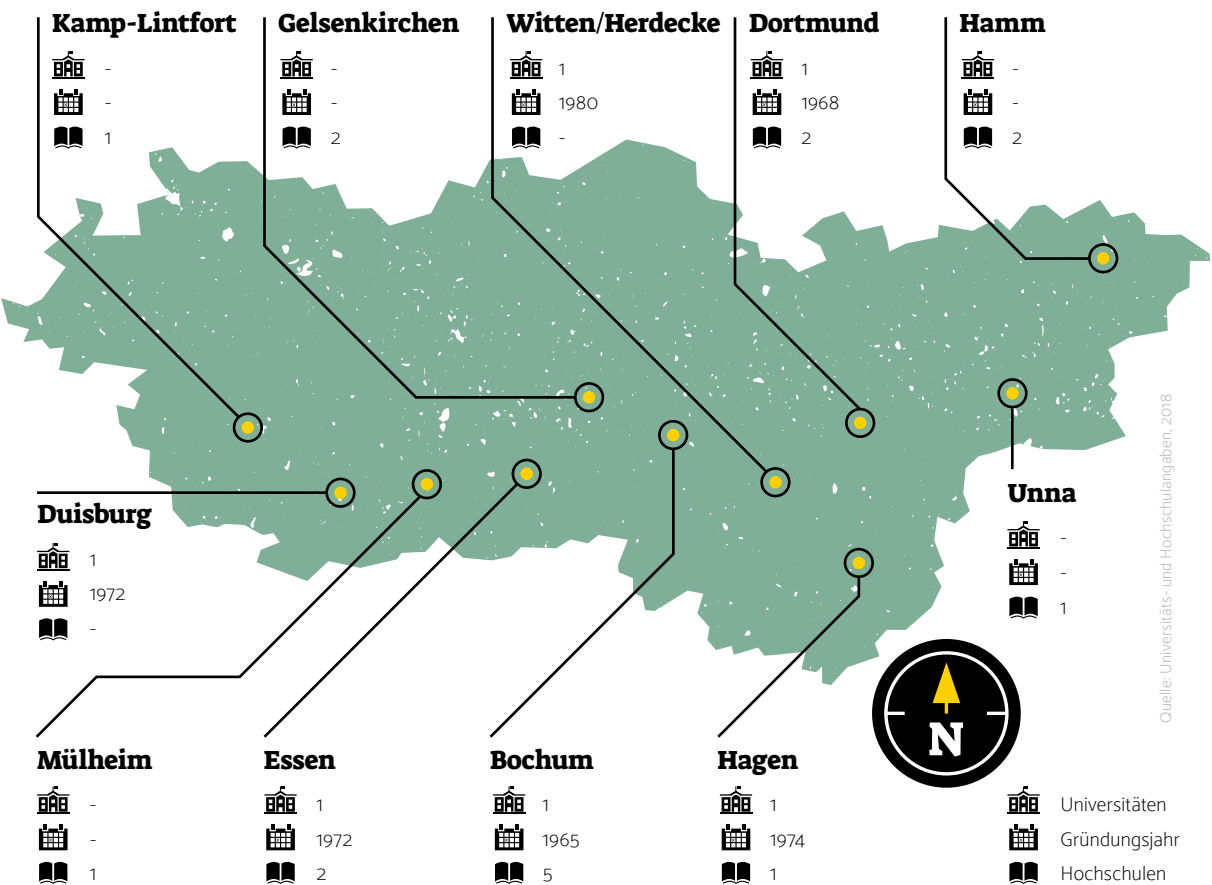 Kamp-Lintfort
-
-
1
Gelsenkirchen
-
-
2
Witten/Herdecke
1
1980
-
Dortmund
1
1968
2
Hamm
-
-
2
Duisburg
1
1972
-
Unna
-
-
1
Quelle: Universitäts- und Hochschulangaben, 2018
Mülheim
-
-
1
Essen
1
1972
2
Bochum
1
1965
5
Hagen
1
1974
1
N
Universitäten
Gründungsjahr
Hochschulen